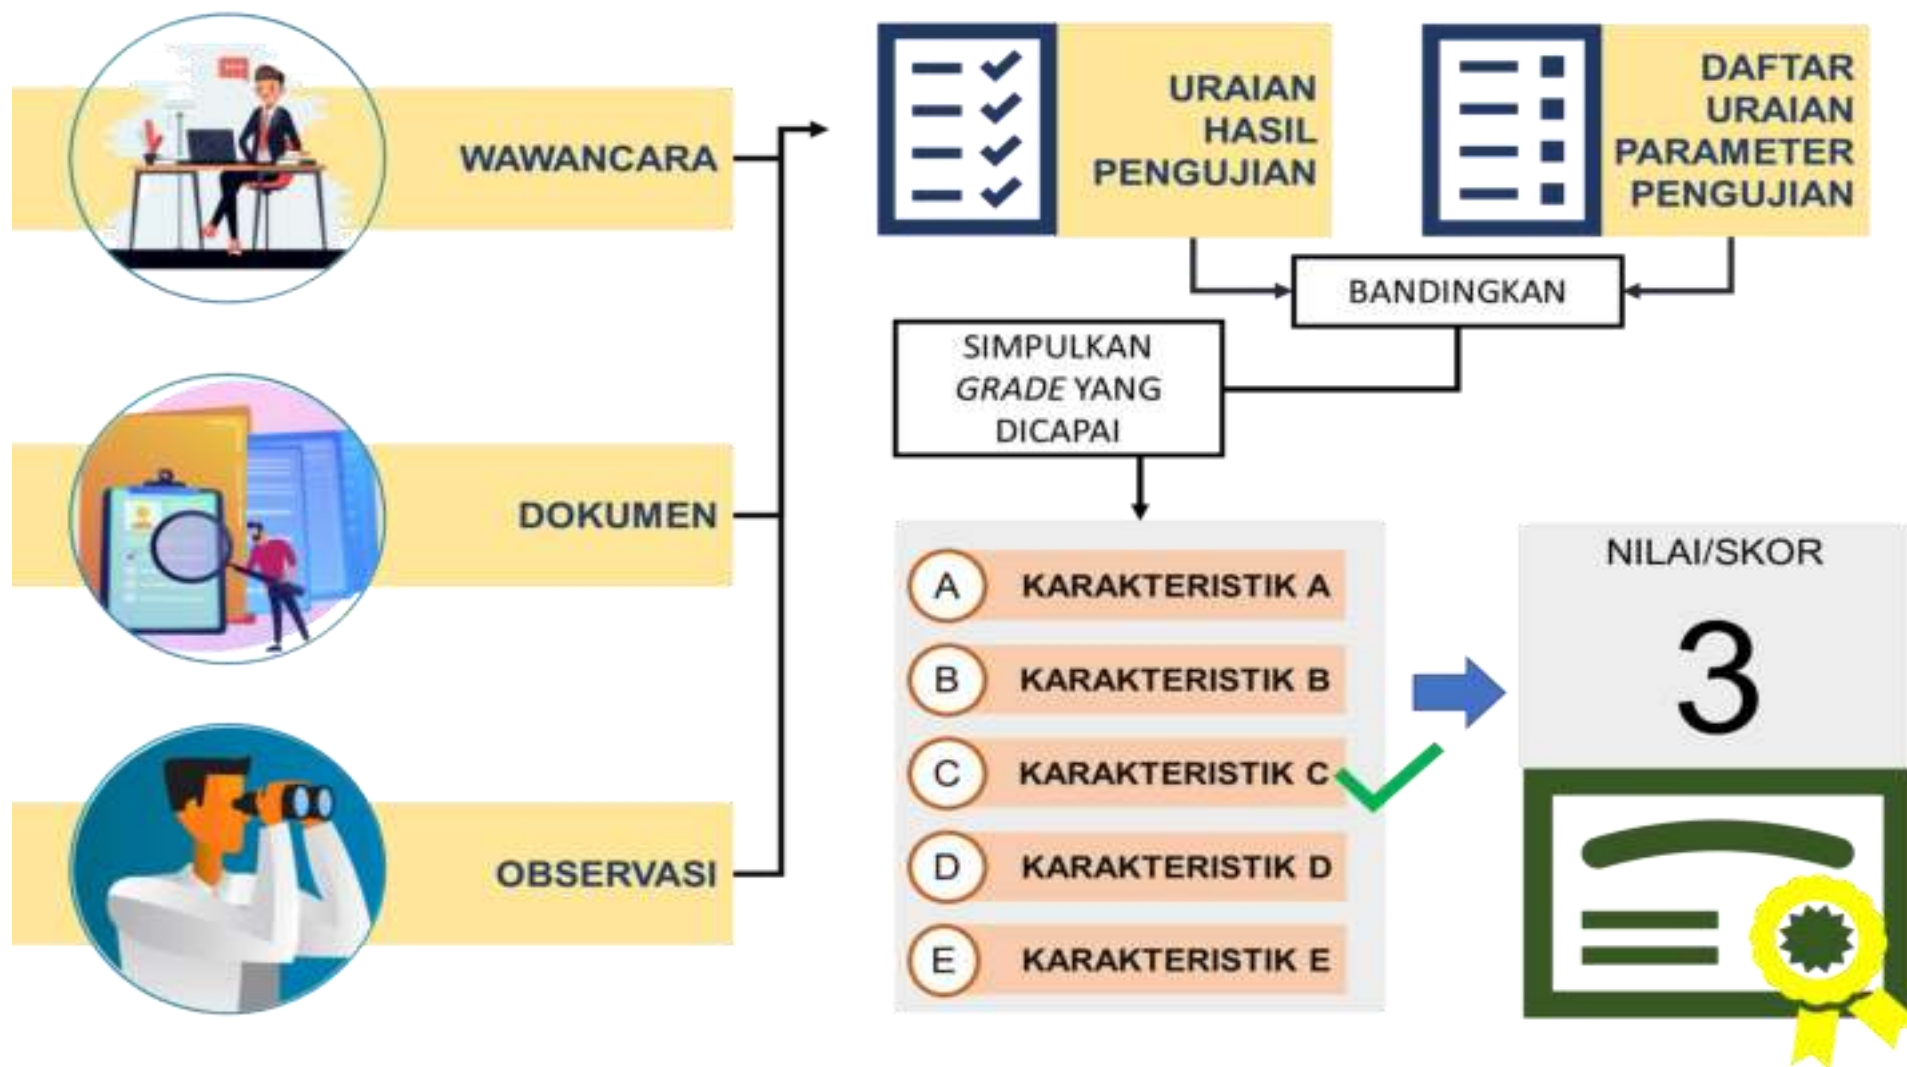 WAWANCARA
DOKUMEN
OBSERVASI
URAIAN
HASIL
PENGUJIAN
DAFTAR
URAIAN
PARAMETER
PENGUJIAN
BANDINGKAN
SIMPULKAN
GRADE YANG
DICAPAI
A KARAKTERISTIK A
B KARAKTERISTIK B
C KARAKTERISTIK C
D KARAKTERISTIK D
E KARAKTERISTIK E
NILAI/SKOR
3